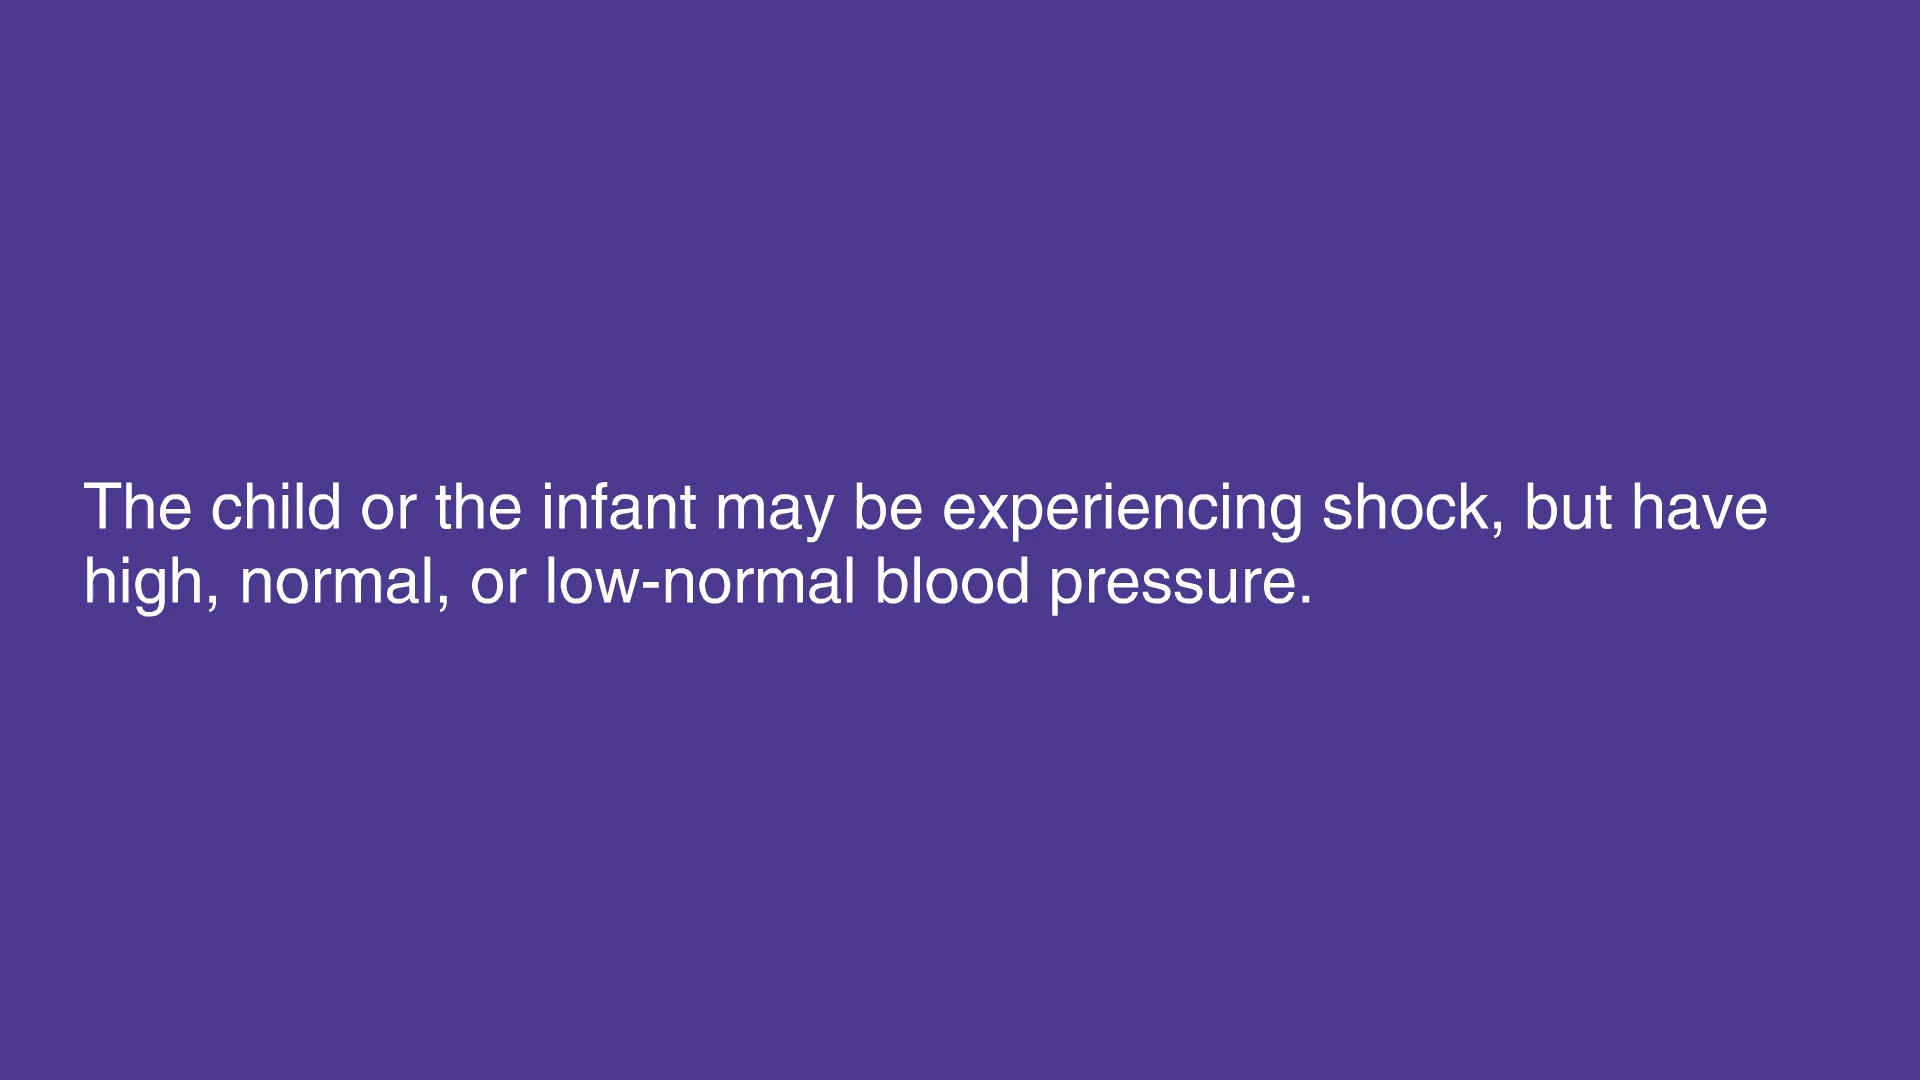 The child or the infant may be experiencing shock, but have
high, normal, or low-normal blood pressure.